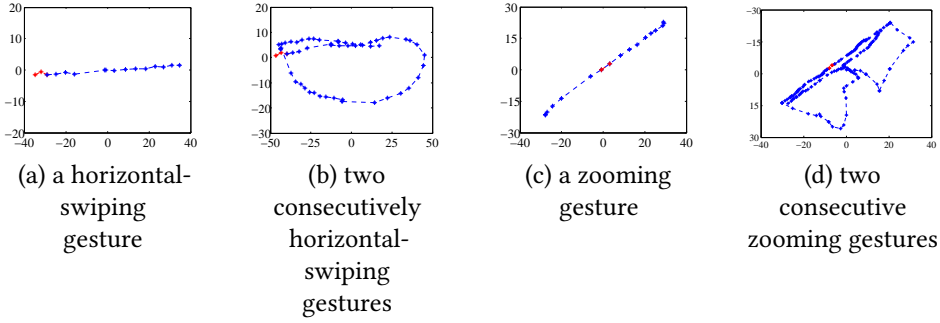 20
10
0
−10
−20
−40 −20 0 20 40
(a) a horizontal-
swiping
gesture
20
10
0
−10
−20
−30
−50 −25 0 25 50
(b) two
consecutively
horizontal-
swiping
gestures
30
15
0
−15
−30
−40 −20 0 20 40
(c) a zooming
gesture
−30
−15
0
15
30
−40 −20 0 20 40
(d) two
consecutive
zooming gestures